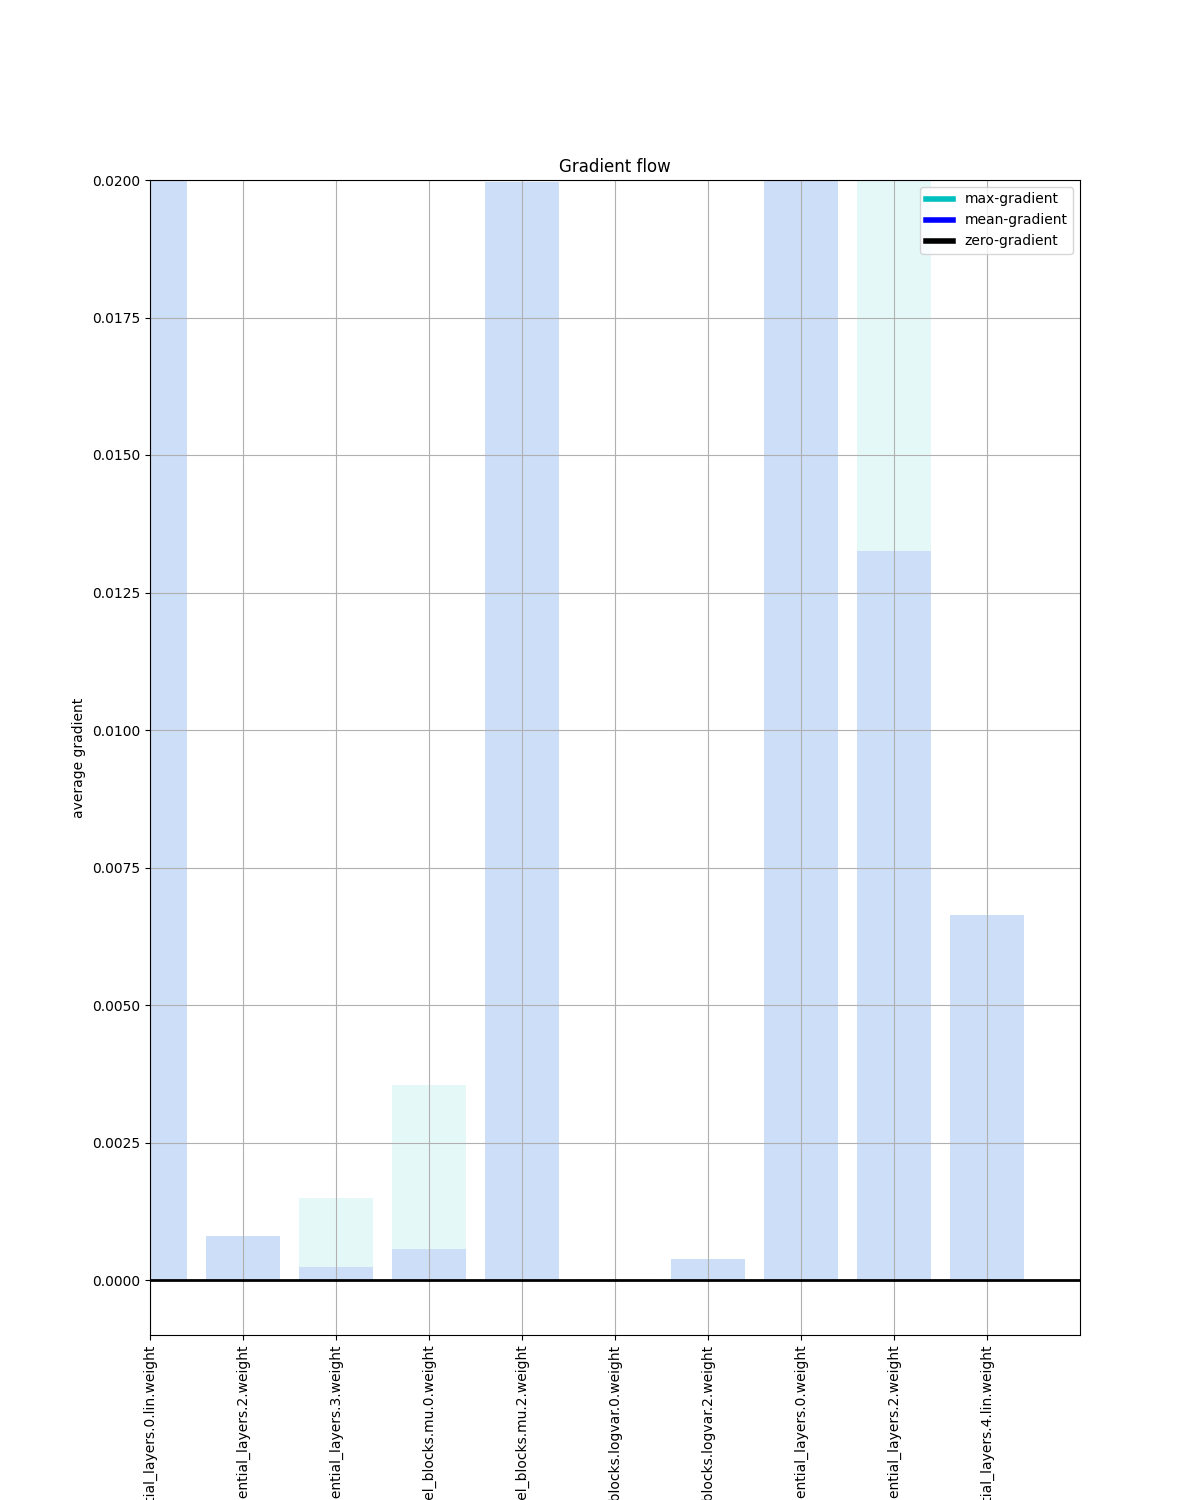 Gradient flow
max-gradient
mean-gradient
zero-gradient
0.0200
0.0175
0.0150
0.0125
0.0100
0.0075
0.0050
0.0025
0.0000
average gradient
tial_layers.0.lin.weight
ential_layers.2.weight
ential_layers.3.weight
el_blocks.mu.0.weight
el_blocks.mu.2.weight
blocks.logvar.0.weight
blocks.logvar.2.weight
ential_layers.0.weight
ential_layers.2.weight
tial_layers.4.lin.weight